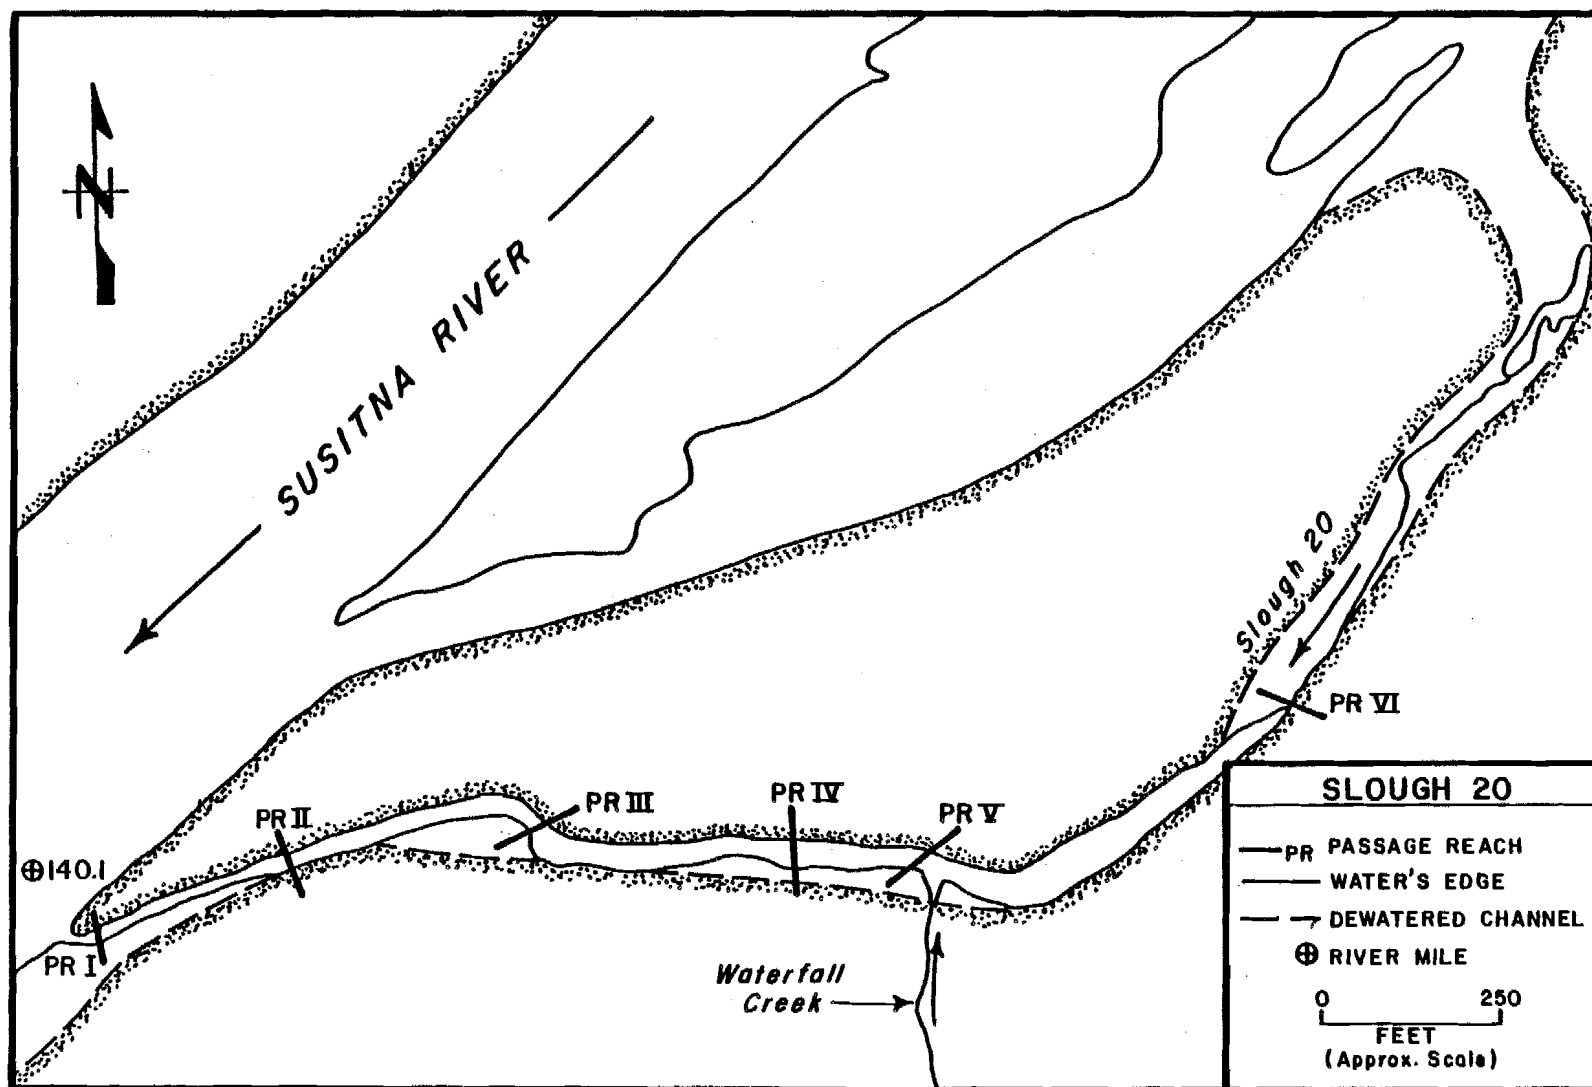 N
SUSITNA RIVER
Slough 20
PR VI
PR III
PR IV
PR V
PR II
⊕140.1
PR I
Waterfall
Creek
SLOUGH 20
PR PASSAGE REACH
WATER'S EDGE
DEWATERED CHANNEL
⊕ RIVER MILE
0 250
FEET
(Approx. Scale)